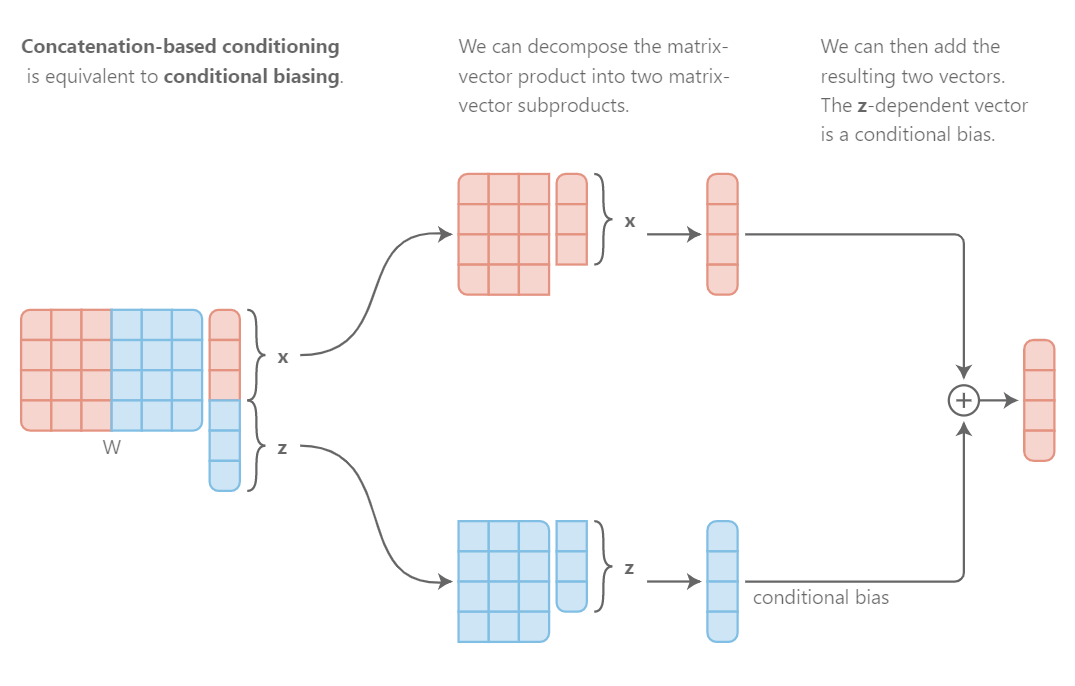 Concatenation-based conditioning
is equivalent to conditional biasing.
We can decompose the matrix-
vector product into two matrix-
vector subproducts.
We can then add the
resulting two vectors.
The z-dependent vector
is a conditional bias.
x
x
W
z
z
conditional bias